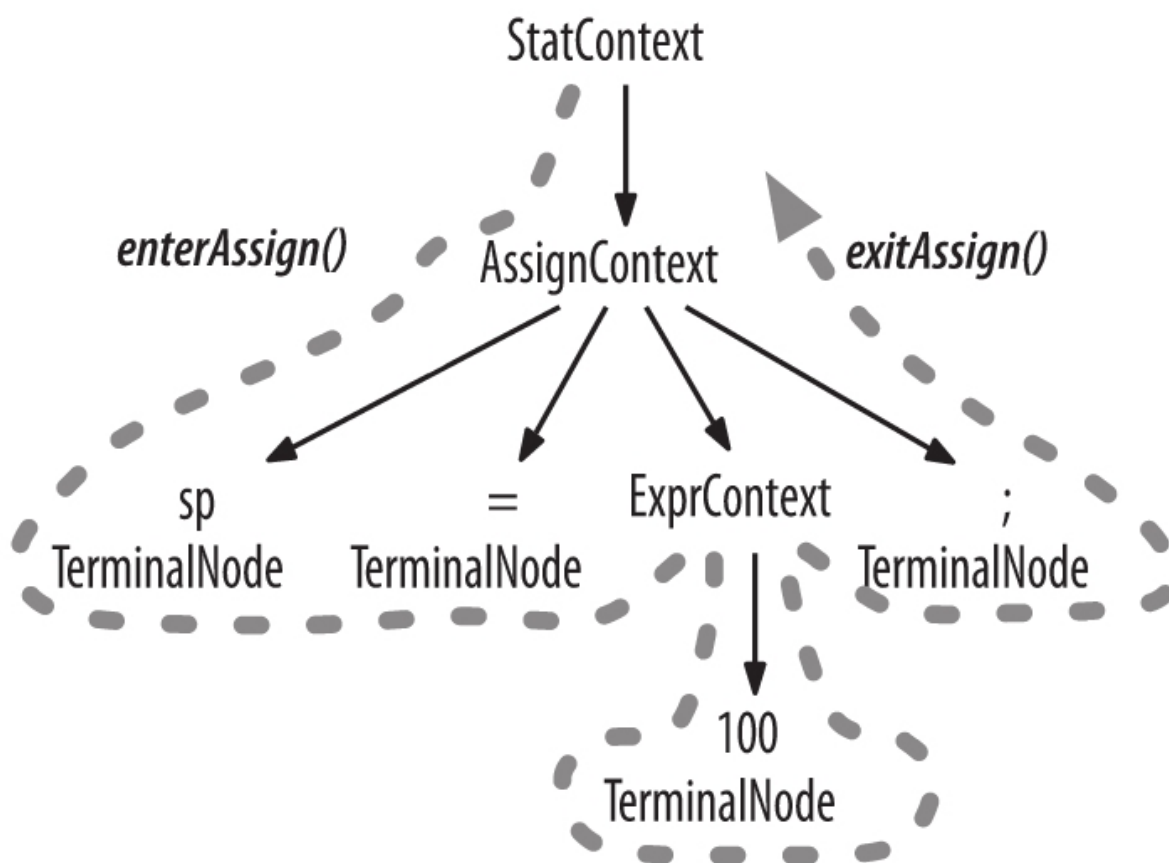 StatContext
enterAssign()
AssignContext
exitAssign()
sp
=
ExprContext
;
TerminalNode
TerminalNode
TerminalNode
100
TerminalNode